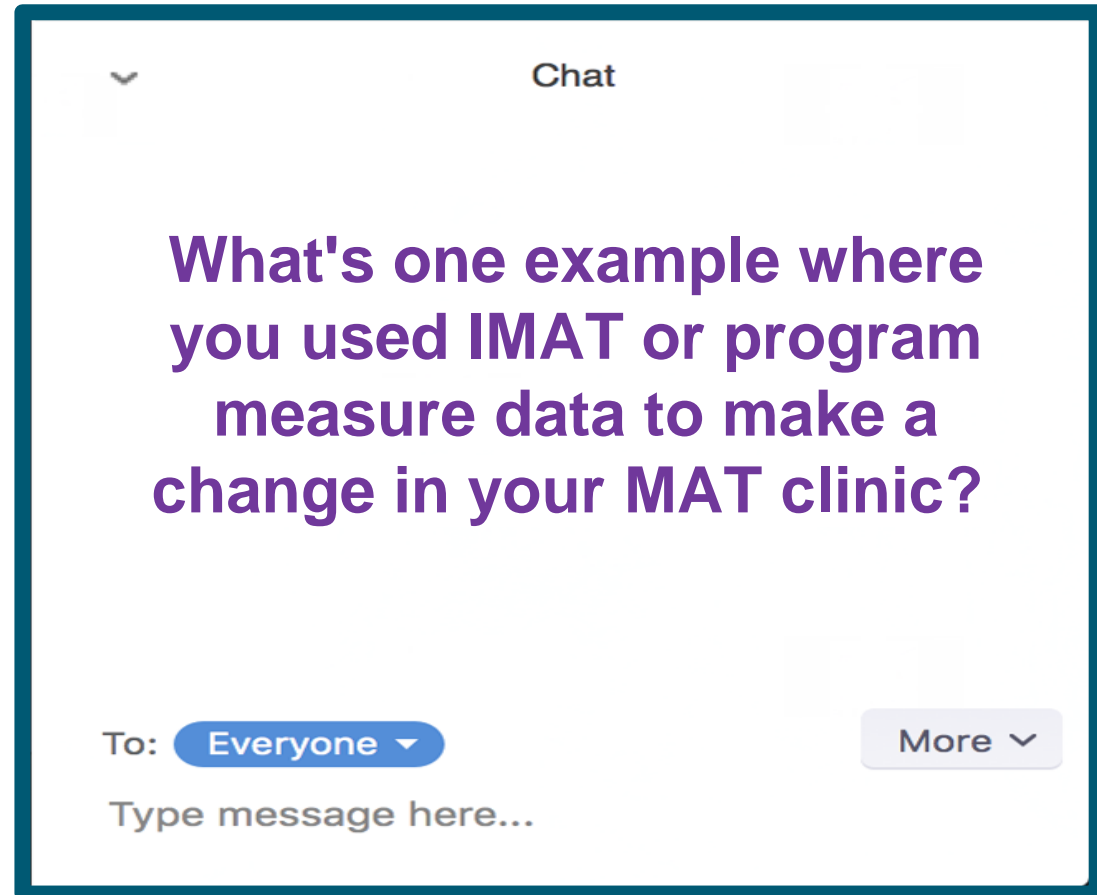 Chat
What's one example where
you used IMAT or program
measure data to make a
change in your MAT clinic?
To: Everyone More
Type message here...